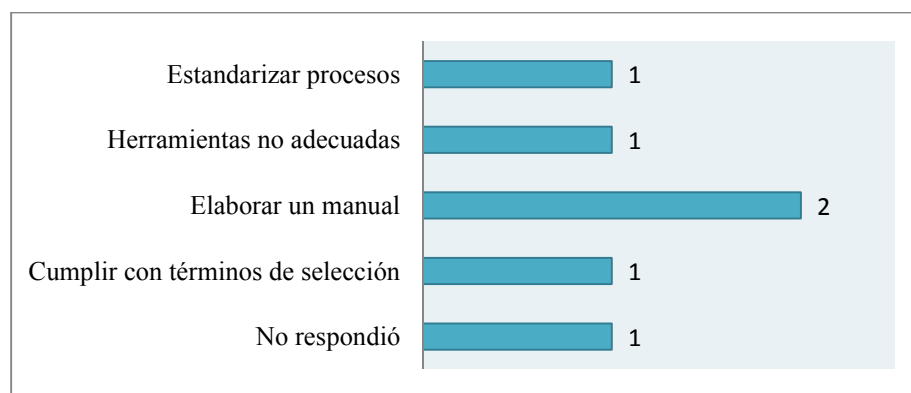 Estandarizar procesos 1
Herramientas no adecuadas 1
Elaborar un manual 2
Cumplir con términos de selección 1
No respondió 1